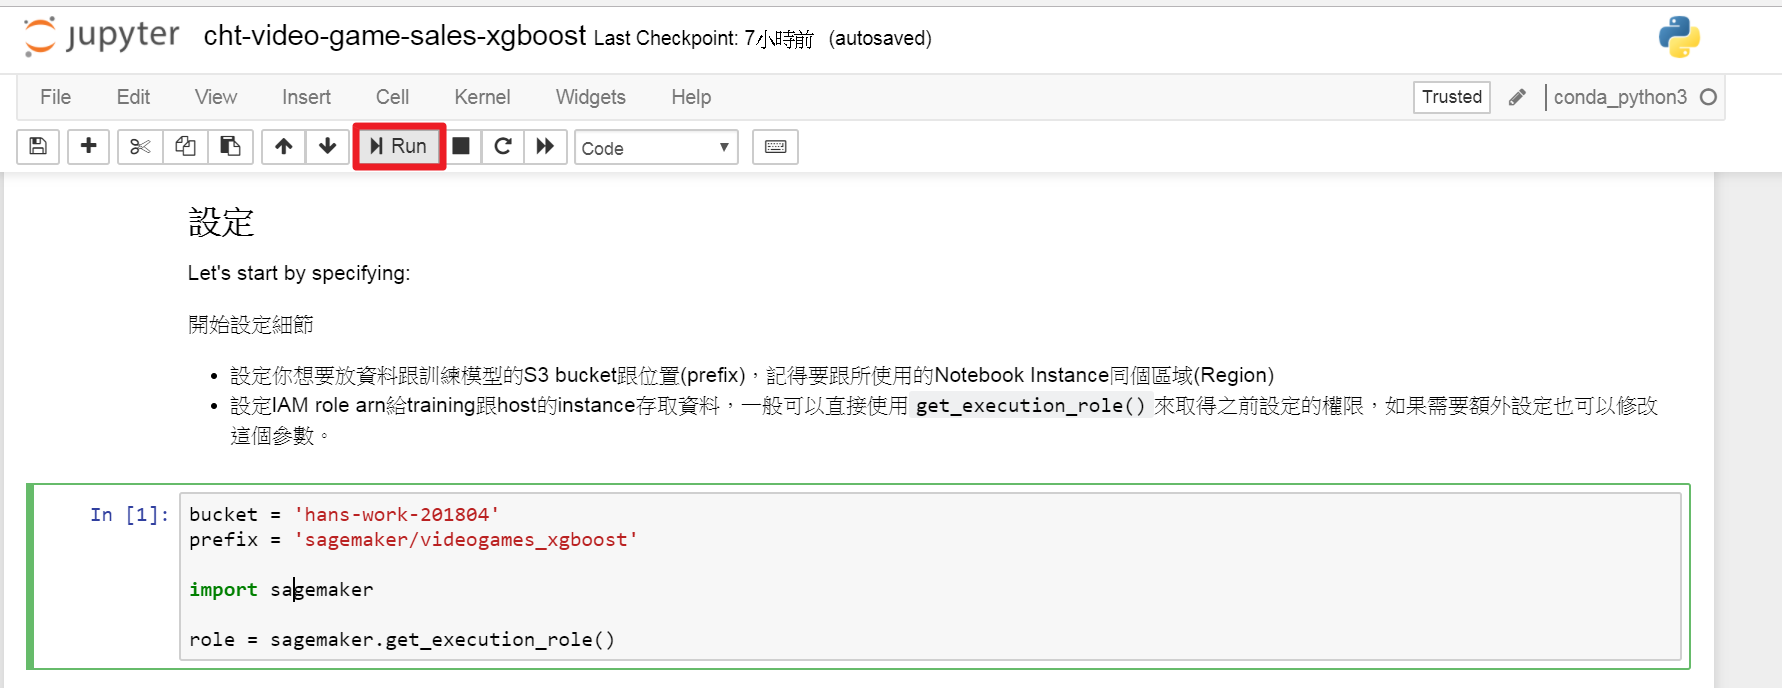 jupyter cht-video-game-sales-xgboost Last Checkpoint: 7小時前 (autosaved)
File Edit View Insert Cell Kernel Widgets Help Trusted conda_python3
Run Code
設定
Let's start by specifying:
開始設定細節
• 設定你想要放資料跟訓練模型的S3 bucket跟位置(prefix)，記得要跟所使用的Notebook Instance同個區域(Region)
• 設定IAM role arn給training跟host的instance存取資料，一般可以直接使用 get_execution_role() 來取得之前設定的權限，如果需要額外設定也可以修改
這個參數。
In [1]: bucket = 'hans-work-201804'
prefix = 'sagemaker/videogames_xgboost'
import sagemaker
role = sagemaker.get_execution_role()